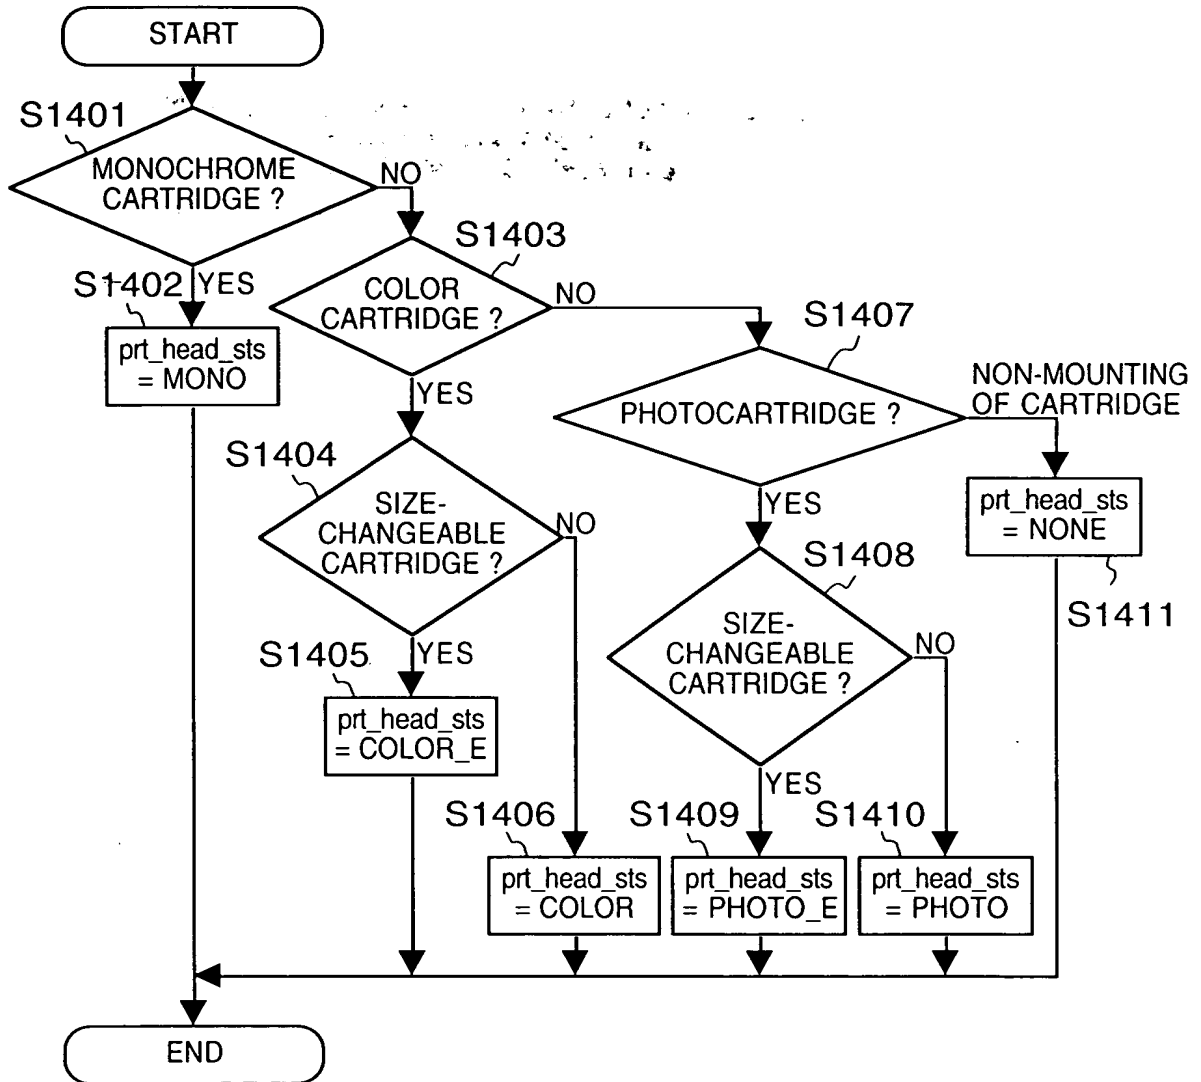 START
S1401
MONOCHROME
CARTRIDGE ?
NO
S1402
YES
prt_head_sts
= MONO
S1403
COLOR
CARTRIDGE ?
NO
YES
S1404
SIZE-
CHANGEABLE
CARTRIDGE ?
NO
YES
S1405
prt_head_sts
= COLOR_E
S1406
prt_head_sts
= COLOR
S1407
PHOTOCARTRIDGE ?
NON-MOUNTING
OF CARTRIDGE
YES
prt_head_sts
= NONE
S1411
S1408
SIZE-
CHANGEABLE
CARTRIDGE ?
NO
YES
S1409
prt_head_sts
= PHOTO_E
S1410
prt_head_sts
= PHOTO
END